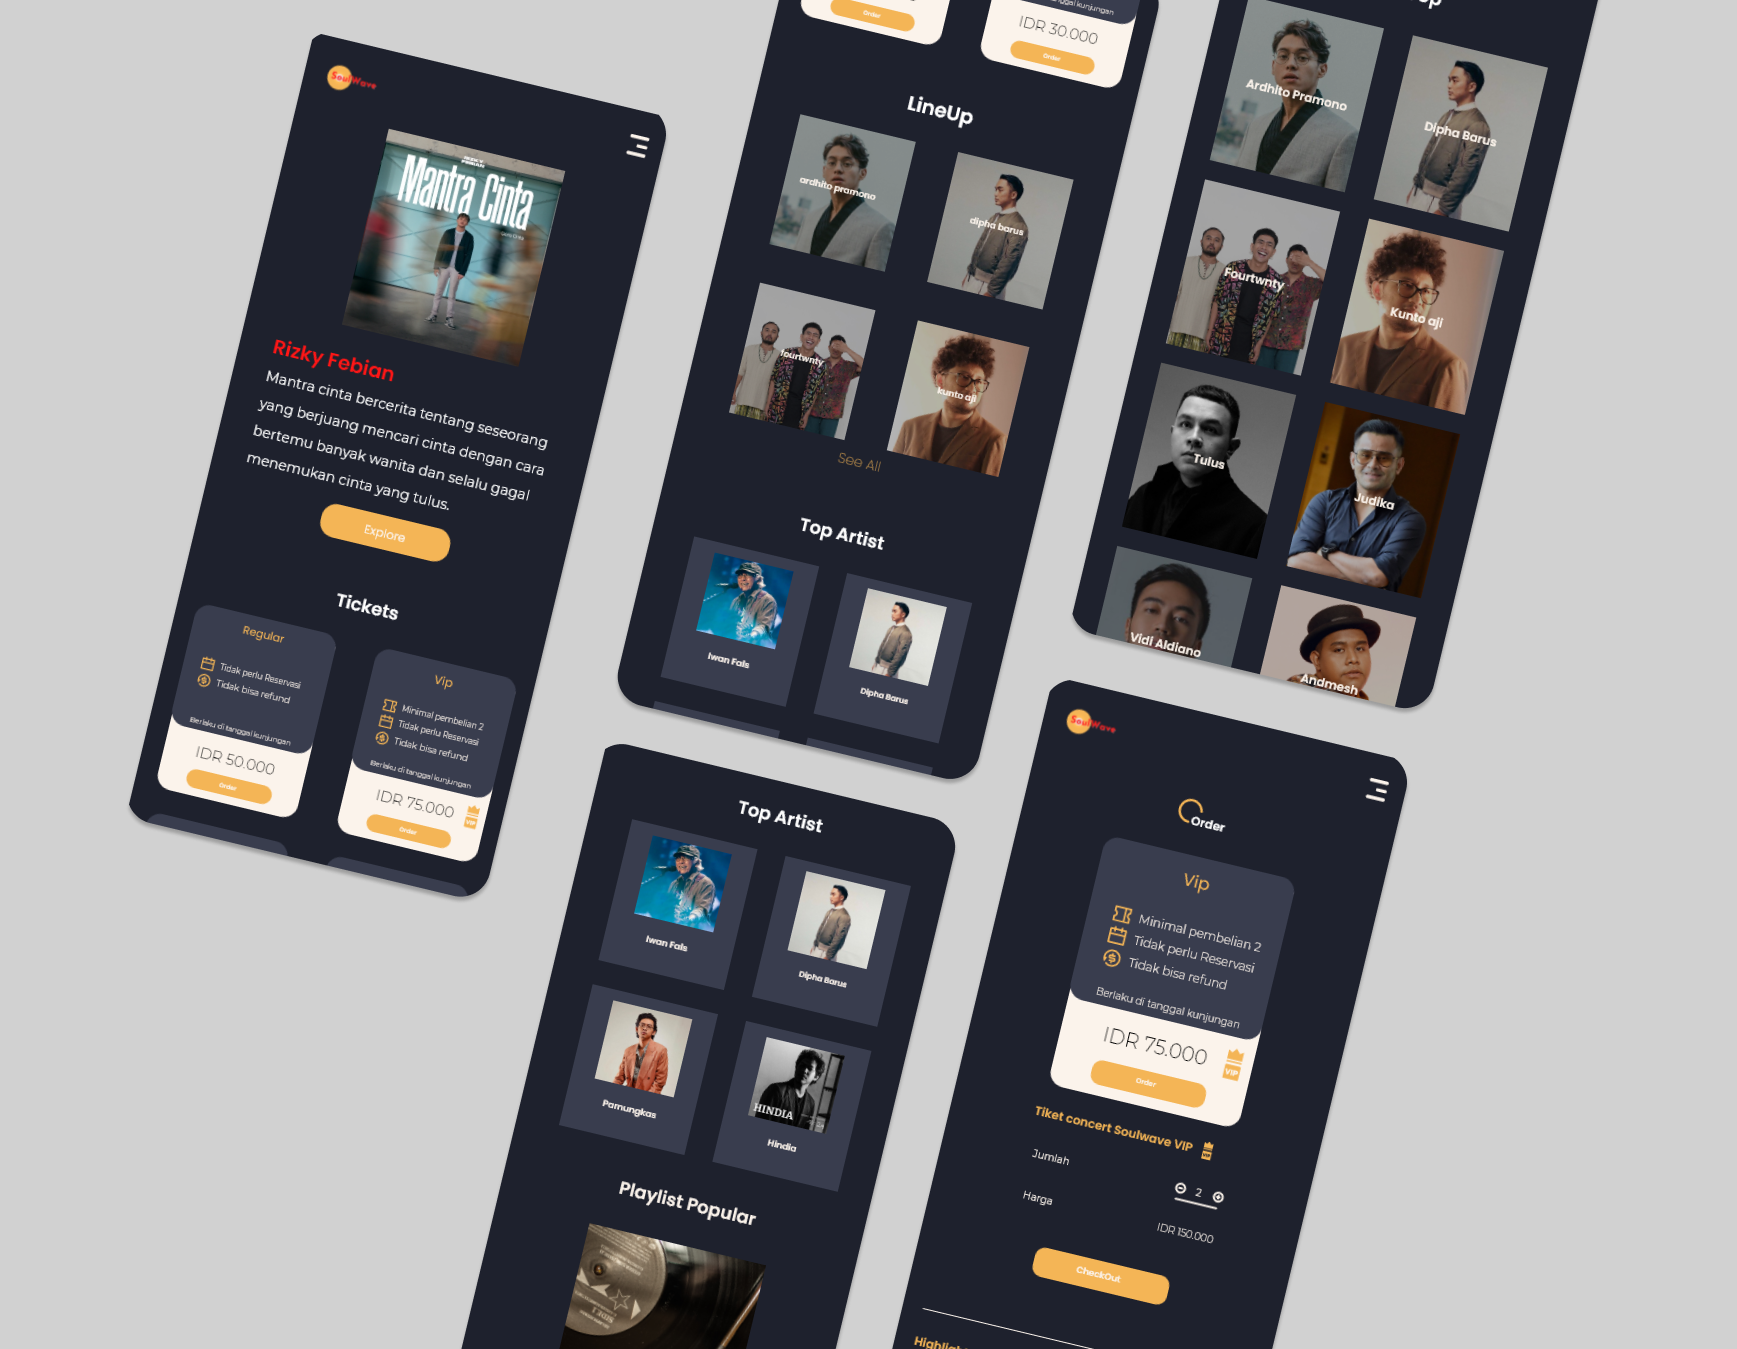 SoulWave
Mantra Cinta
Rizky Febian
Mantra cinta bercerita tentang seseorang
yang berjuang mencari cinta dengan cara
bertemu banyak wanita dan selalu gagal
menemukan cinta yang tulus.
Explore
Tickets
Regular
Tidak perlu Reservasi
Tidak bisa refund
Berlaku di tanggal kunjungan
IDR 50.000
Order
Vip
Minimal pembelian 2
Tidak perlu Reservasi
Tidak bisa refund
Berlaku di tanggal kunjungan
IDR 75.000
VIP
Order
Order
tanggal kunjungan
IDR 30.000
Order
LineUp
ardhito pramono
dipha barus
fourtwnty
kunto aji
See All
Top Artist
Iwan Fals
Dipha Barus
Ardhito Pramono
Dipha Barus
Fourtwnty
Kunto aji
Tulus
Judika
Vidi Aldiano
Andmesh
Top Artist
Iwan Fals
Dipha Barus
Pamungkas
HINDIA
Hindia
Playlist Popular
SIDE 1
SoulWave
Order
Vip
Minimal pembelian 2
Tidak perlu Reservasi
Tidak bisa refund
Berlaku di tanggal kunjungan
IDR 75.000
VIP
Order
Tiket concert Soulwave VIP
VIP
Jumlah
2
Harga
IDR 150.000
CheckOut